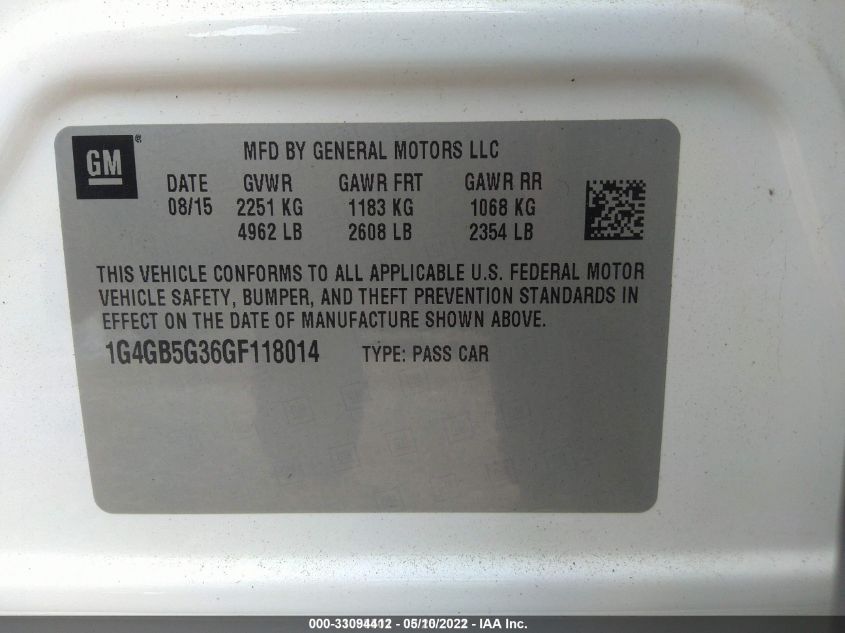 GM®
MFD BY GENERAL MOTORS LLC
DATE GVWR GAWR FRT GAWR RR
08/15 2251 KG 1183 KG 1068 KG
4962 LB 2608 LB 2354 LB
THIS VEHICLE CONFORMS TO ALL APPLICABLE U.S. FEDERAL MOTOR
VEHICLE SAFETY, BUMPER, AND THEFT PREVENTION STANDARDS IN
EFFECT ON THE DATE OF MANUFACTURE SHOWN ABOVE.
1G4GB5G36GF118014 TYPE: PASS CAR
000-33094412 - 05/10/2022 - IAA Inc.